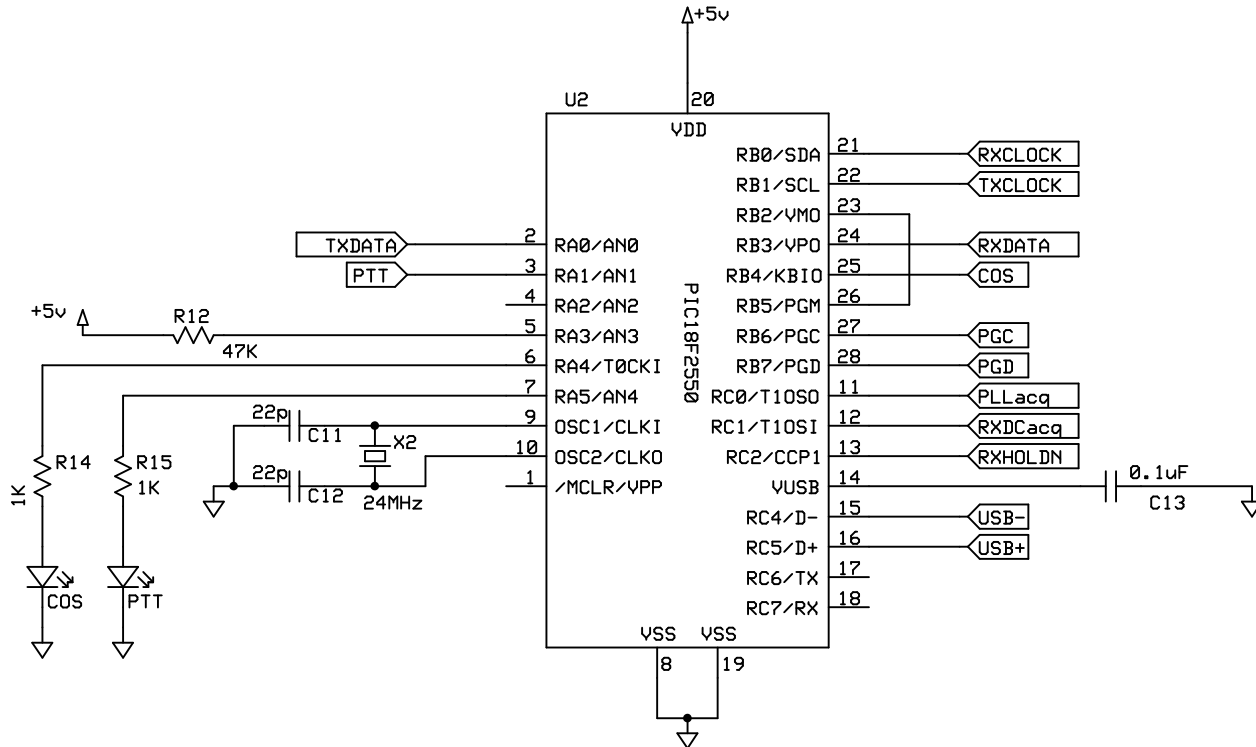 +5v
U2
20
VDD
RB0/SDA 21 RXCLOCK
RB1/SCL 22 TXCLOCK
RB2/VMO 23
TXDATA 2 RA0/AN0
RB3/VPO 24 RXDATA
PTT 3 RA1/AN1
RB4/KBIO 25 COS
4 RA2/AN2
RB5/PGM 26
+5v
R12
47K
5 RA3/AN3
RB6/PGC 27 PGC
6 RA4/T0CKI
RB7/PGD 28 PGD
PIC18F2550
7 RA5/AN4
RC0/T1OSO 11 PLLacq
22p
C11
9 OSC1/CLKI
RC1/T1OSI 12 RXDCacq
X2
24MHz
10 OSC2/CLKO
RC2/CCP1 13 RXHOLDN
22p
C12
1 /MCLR/VPP
VUSB 14
0.1uF
C13
R14
1K
R15
1K
RC4/D- 15 USB-
RC5/D+ 16 USB+
RC6/TX 17
RC7/RX 18
COS
PTT
VSS VSS
8 19